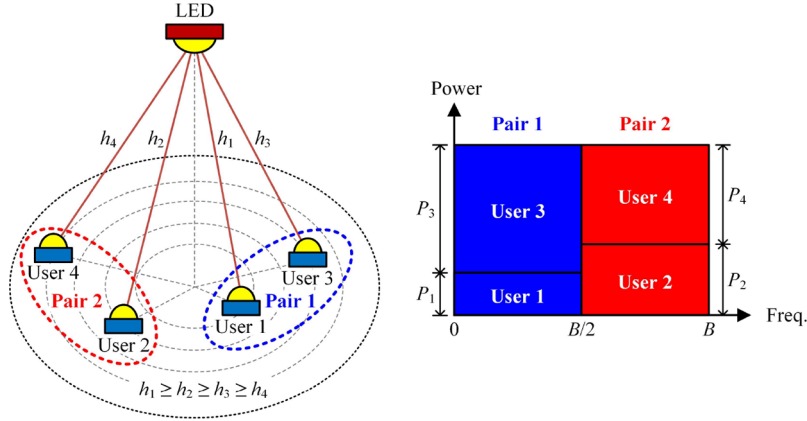 LED
h₄
h₂
h₁
h₃
User 4
User 3
Pair 2
Pair 1
User 1
User 2
h₁ ≥ h₂ ≥ h₃ ≥ h₄
Power
Pair 1
Pair 2
P₃
User 3
User 4
P₄
P₁
User 1
User 2
P₂
0
B/2
B
Freq.